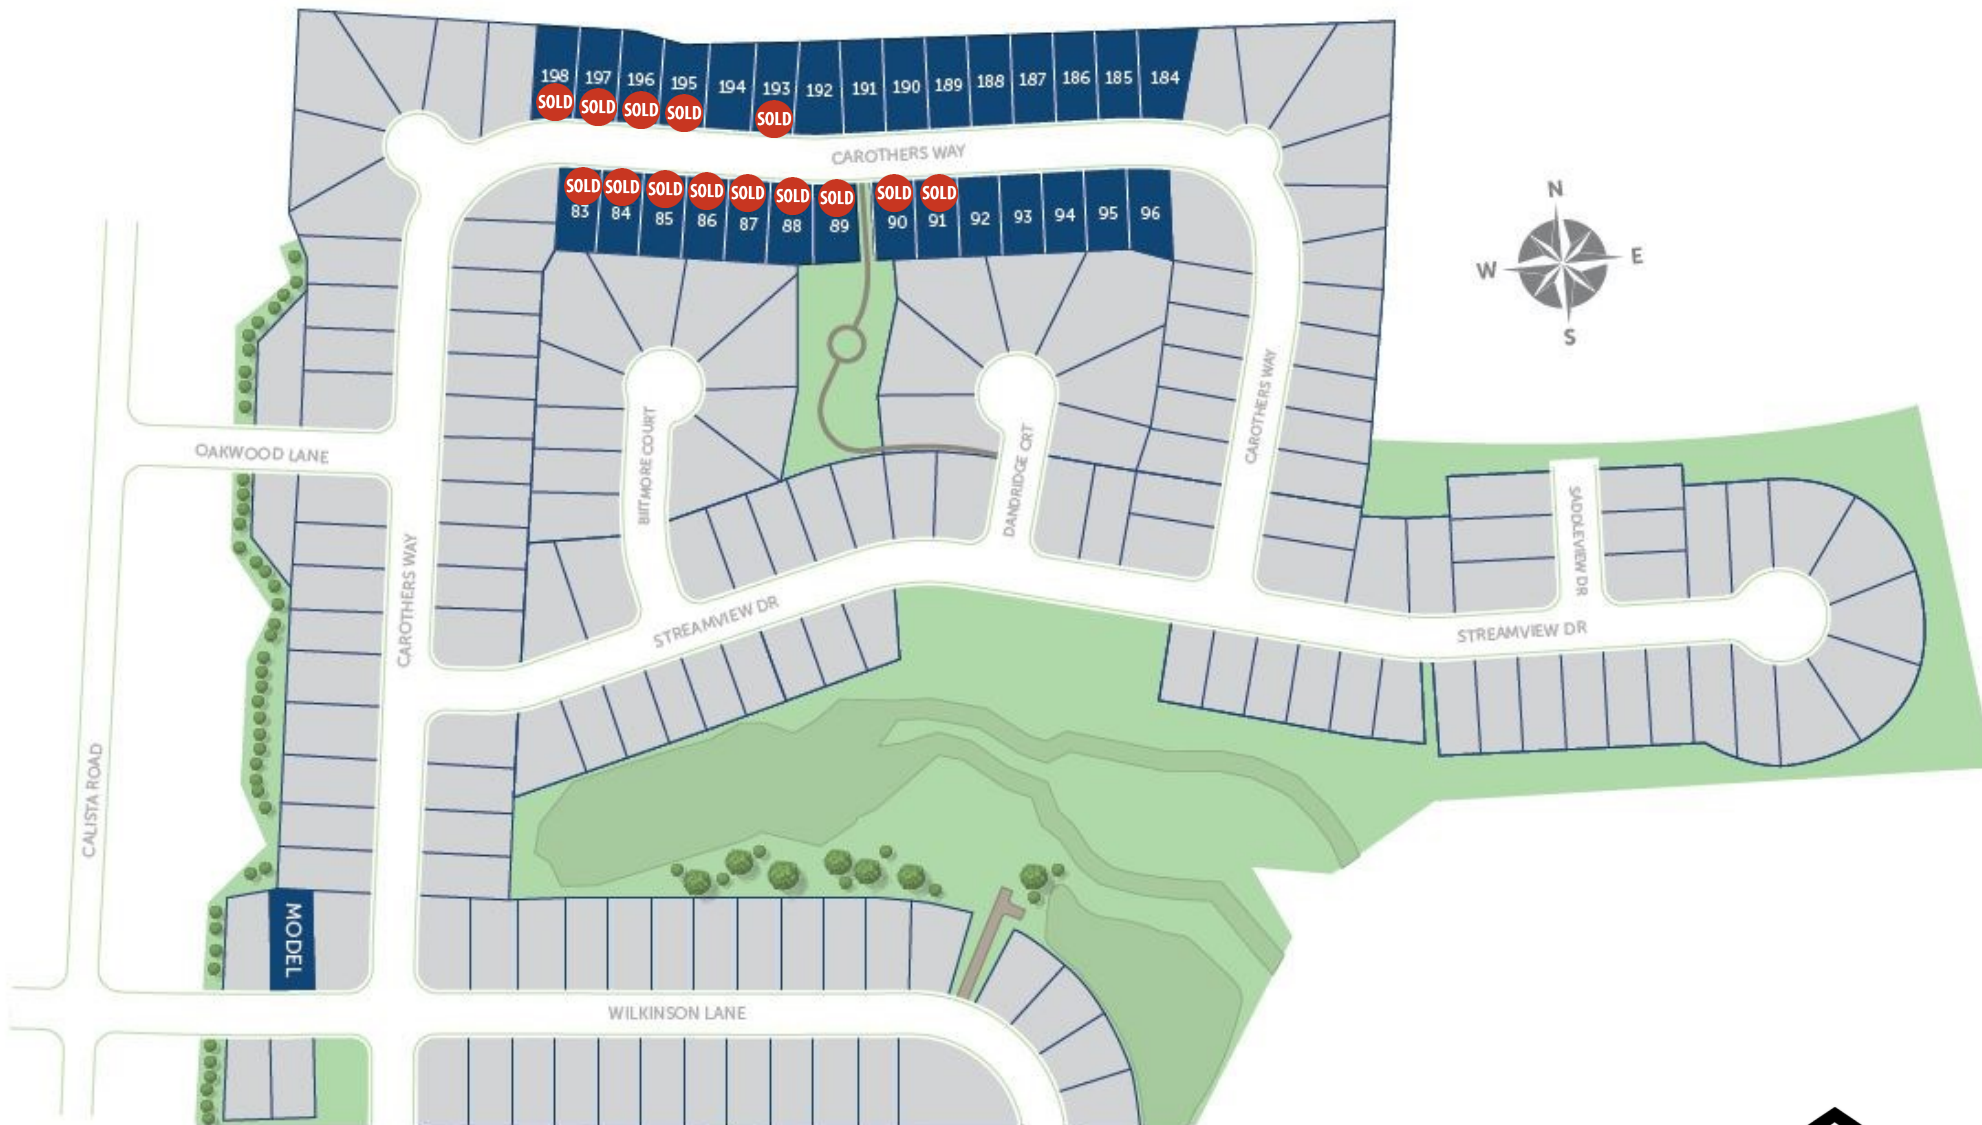 198 197 196 195 194 193 192 191 190 189 188 187 186 185 184
SOLD SOLD SOLD SOLD SOLD
CAROTHERS WAY
SOLD SOLD SOLD SOLD SOLD SOLD SOLD SOLD SOLD
83 84 85 86 87 88 89 90 91 92 93 94 95 96
N
W E
S
CAROTHERS WAY
BIITMORE COURT
DANDRIDGE CRT
OAKWOOD LANE
SADDLEVIEW DR
CAROTHERS WAY
STREAMVIEW DR
STREAMVIEW DR
CALISTA ROAD
MODEL
WILKINSON LANE